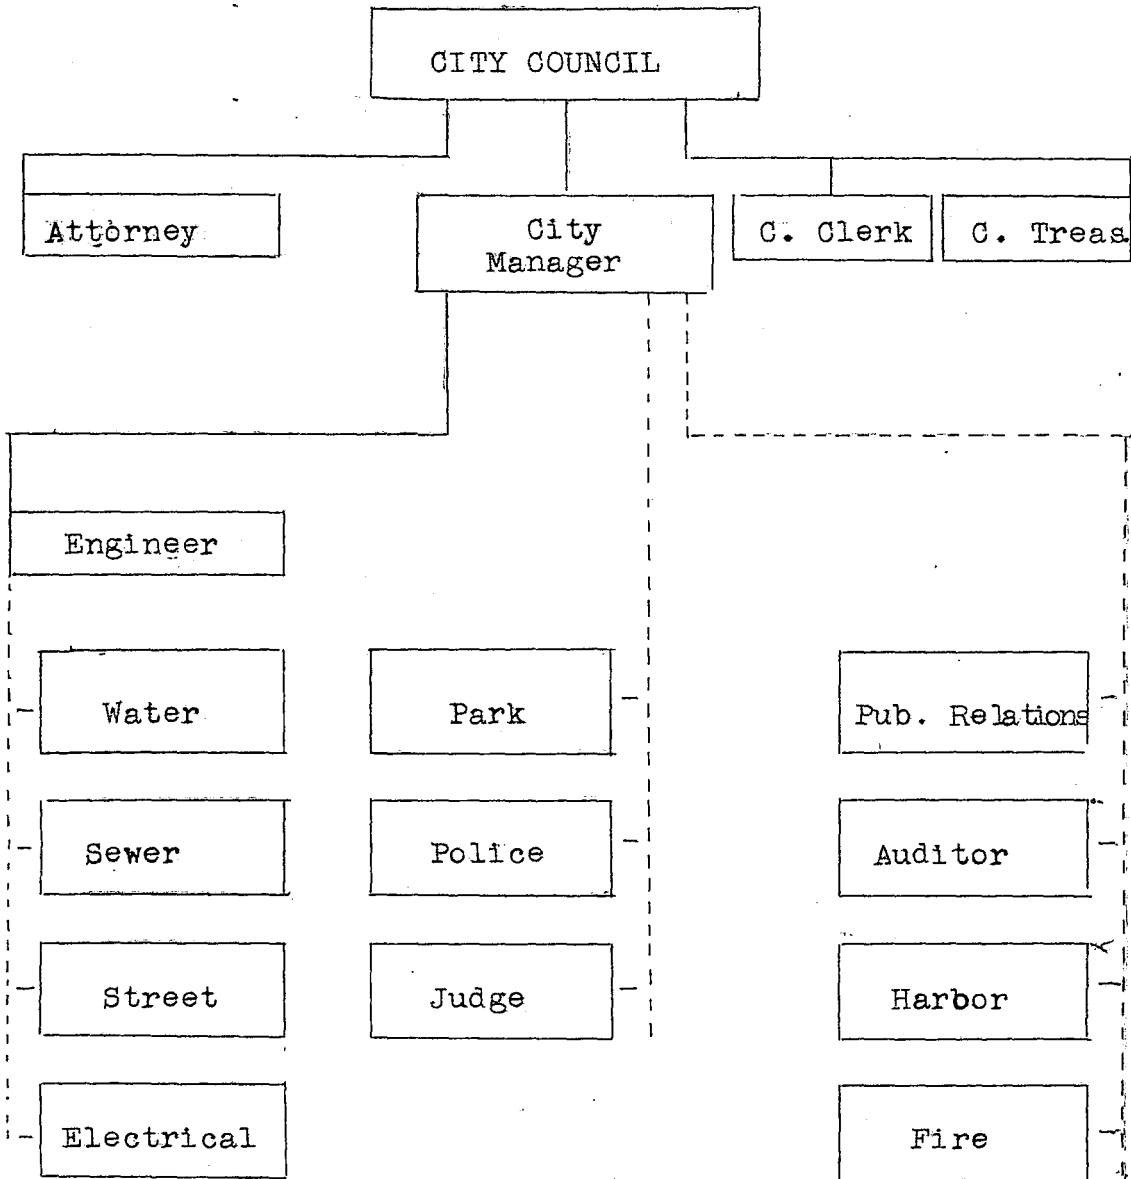 CITY COUNCIL
Attorney
City
Manager
C. Clerk
C. Treas
Engineer
Water
Park
Pub. Relations
Sewer
Police
Auditor
Street
Judge
Harbor
Electrical
Fire